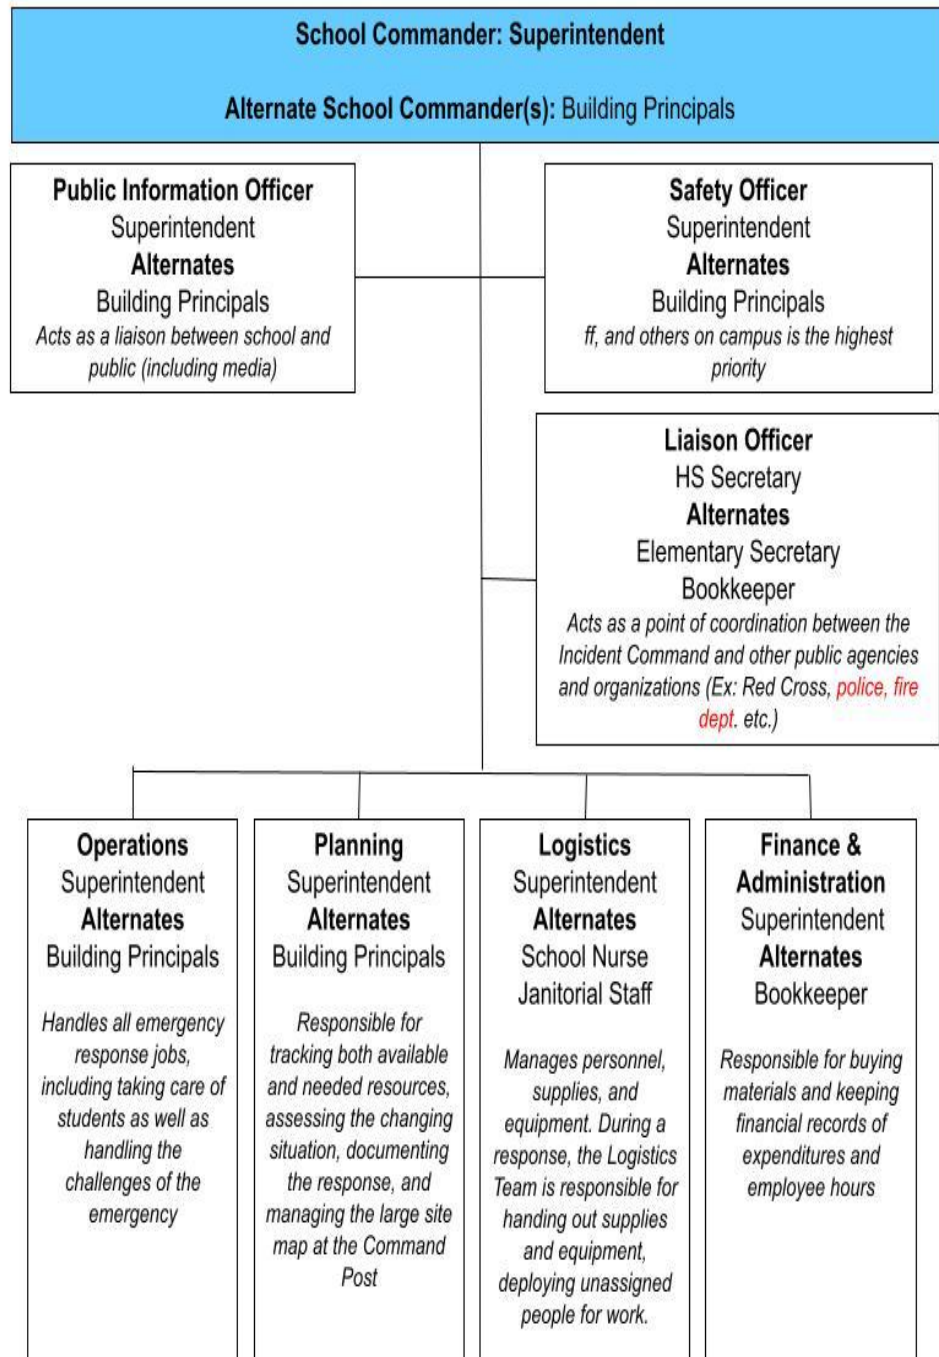 School Commander: Superintendent
Alternate School Commander(s): Building Principals
Public Information Officer
Superintendent
Alternates
Building Principals
Acts as a liaison between school and
public (including media)
Safety Officer
Superintendent
Alternates
Building Principals
ff, and others on campus is the highest
priority
Liaison Officer
HS Secretary
Alternates
Elementary Secretary
Bookkeeper
Acts as a point of coordination between the
Incident Command and other public agencies
and organizations (Ex: Red Cross, police, fire
dept. etc.)
Operations
Superintendent
Alternates
Building Principals
Handles all emergency
response jobs,
including taking care of
students as well as
handling the
challenges of the
emergency
Planning
Superintendent
Alternates
Building Principals
Responsible for
tracking both available
and needed resources,
assessing the changing
situation, documenting
the response, and
managing the large site
map at the Command
Post
Logistics
Superintendent
Alternates
School Nurse
Janitorial Staff
Manages personnel,
supplies, and
equipment. During a
response, the Logistics
Team is responsible for
handing out supplies
and equipment,
deploying unassigned
people for work.
Finance &
Administration
Superintendent
Alternates
Bookkeeper
Responsible for buying
materials and keeping
financial records of
expenditures and
employee hours